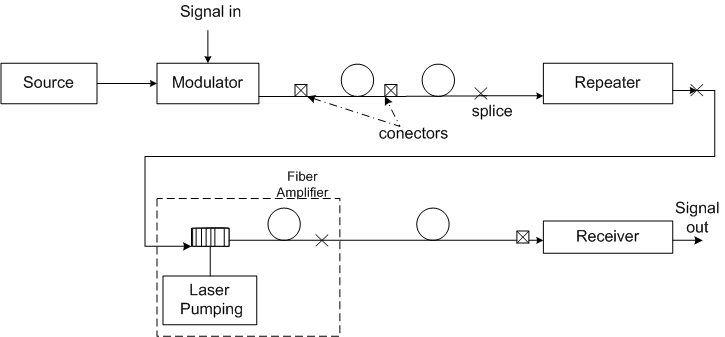 Signal in
Source
Modulator
Repeater
splice
conectors
Fiber
Amplifier
Signal
out
Receiver
Laser
Pumping